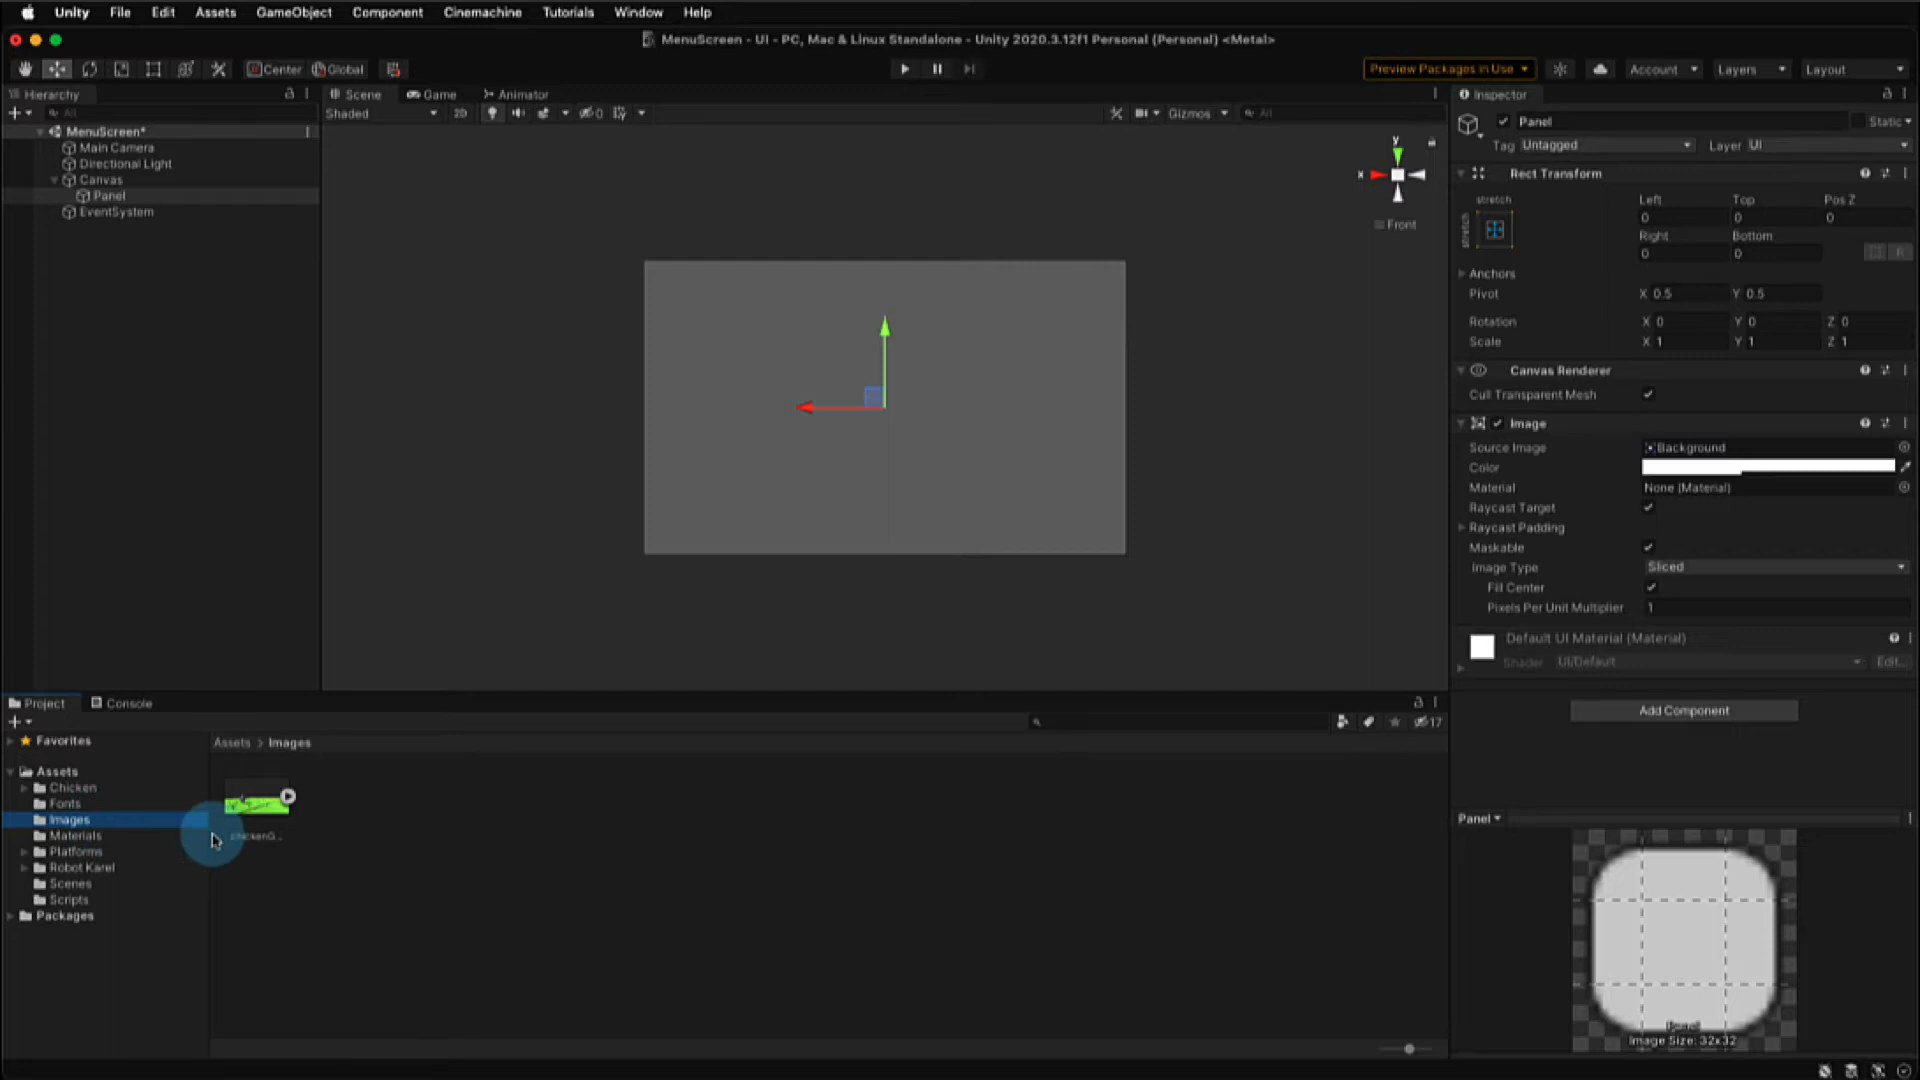 Unity File Edit Assets GameObject Component Cinemachine Tutorials Window Help
MenuScreen - UI - PC, Mac & Linux Standalone - Unity 2020.3.12f1 Personal (Personal) <Metal>
Center Global Preview Packages in Use Account Layers Layout
Hierarchy Scene Game Animator Inspector
All Shaded 2D 0 Gizmos All
Panel Static
MenuScreen*
Main Camera
Directional Light
Canvas
Panel
EventSystem
y
x
Front
Tag Untagged Layer UI
Rect Transform
stretch Left Top Pos Z
stretch 0 0 0
Right Bottom
0 0 R
Anchors
Pivot X 0.5 Y 0.5
Rotation X 0 Y 0 Z 0
Scale X 1 Y 1 Z 1
Canvas Renderer
Cull Transparent Mesh
Image
Source Image Background
Color
Material None (Material)
Raycast Target
Raycast Padding
Maskable
Image Type Sliced
Fill Center
Pixels Per Unit Multiplier 1
Default UI Material (Material)
Shader UI/Default Edit...
Add Component
Project Console
17
Favorites
Assets > Images
Assets
Chicken
Fonts
Images
Materials
Platforms
Robot Karel
Scenes
Scripts
Packages
chickenG...
Panel
Panel
Image Size: 32x32